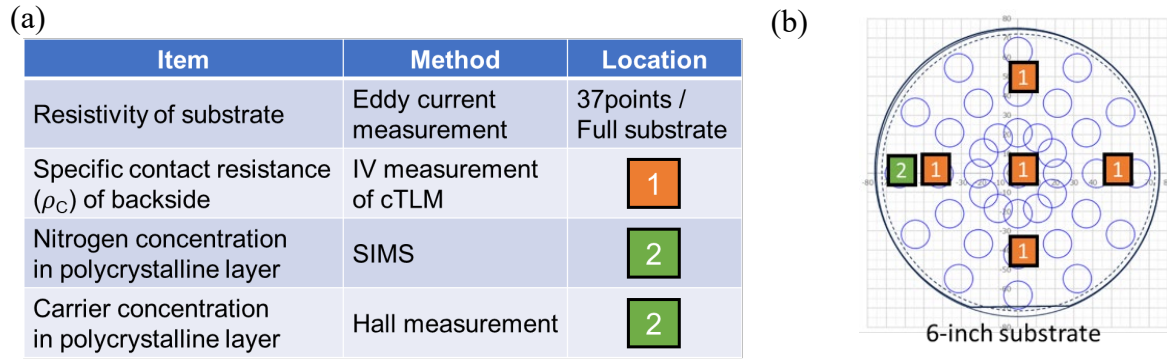 (a)
Item Method Location
Resistivity of substrate
Eddy current
measurement
37points /
Full substrate
Specific contact resistance
(ρC) of backside
IV measurement
of cTLM
1
Nitrogen concentration
in polycrystalline layer
SIMS
2
Carrier concentration
in polycrystalline layer
Hall measurement
2
(b)
1
2 1 1 1
1
6-inch substrate